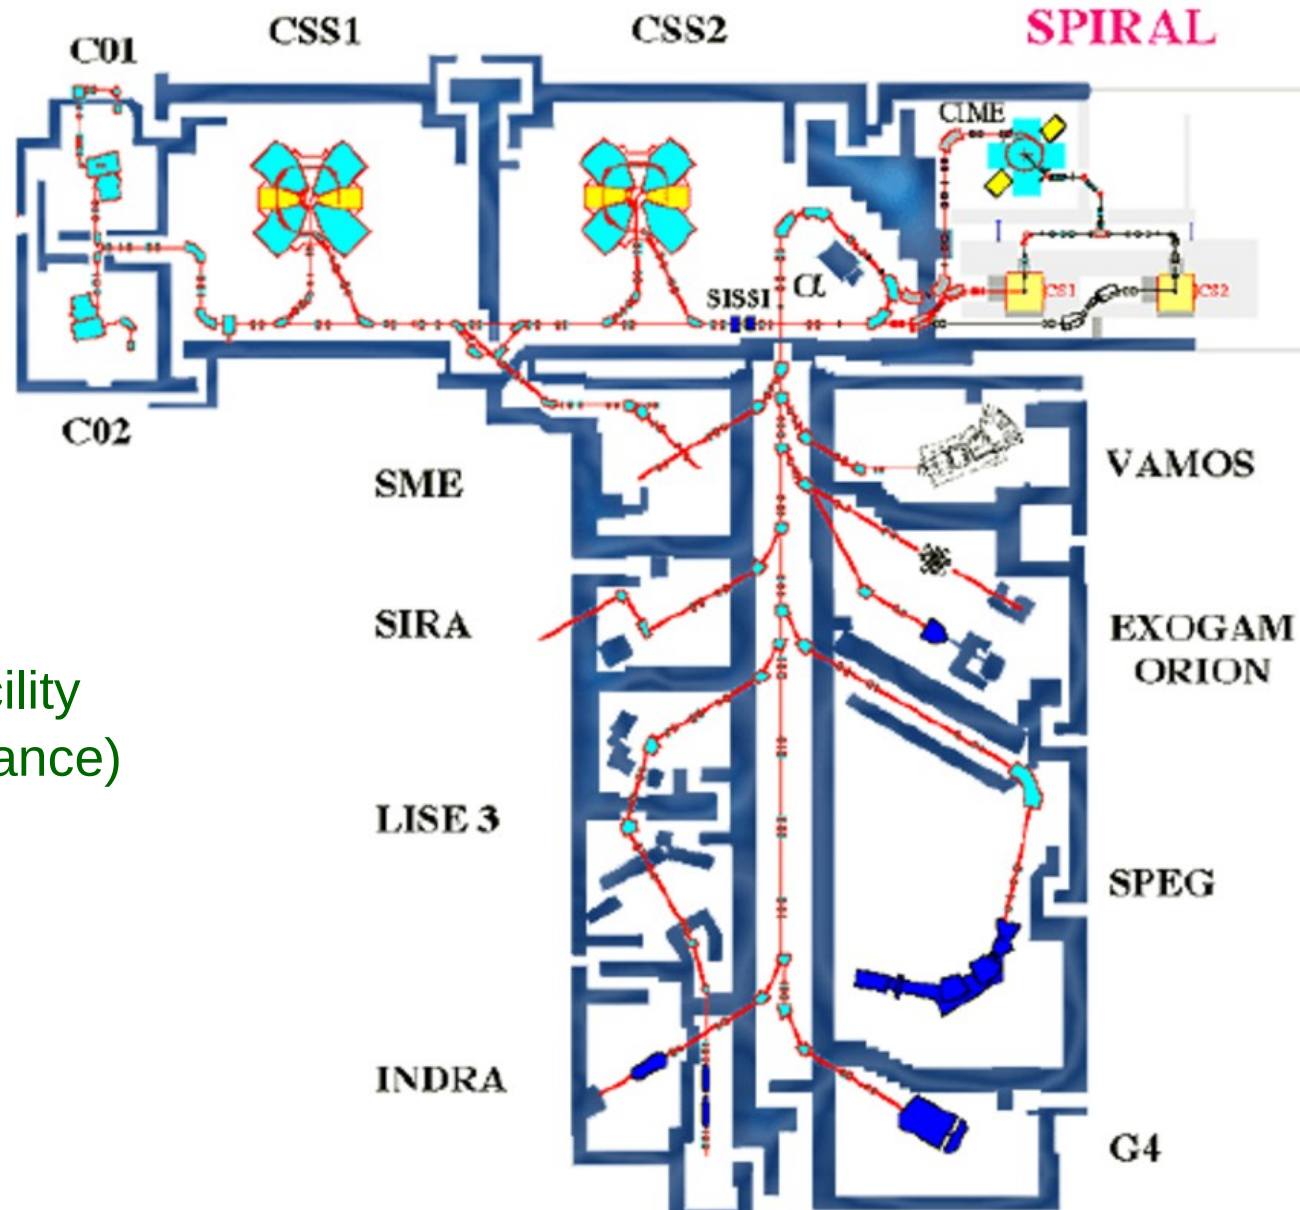 SPIRAL
CSS1
CSS2
C01
CIME
α
SISSI
CS1
CS2
C02
SME
VAMOS
SIRA
EXOGAM
ORION
cility
ance)
LISE 3
SPEG
INDRA
G4